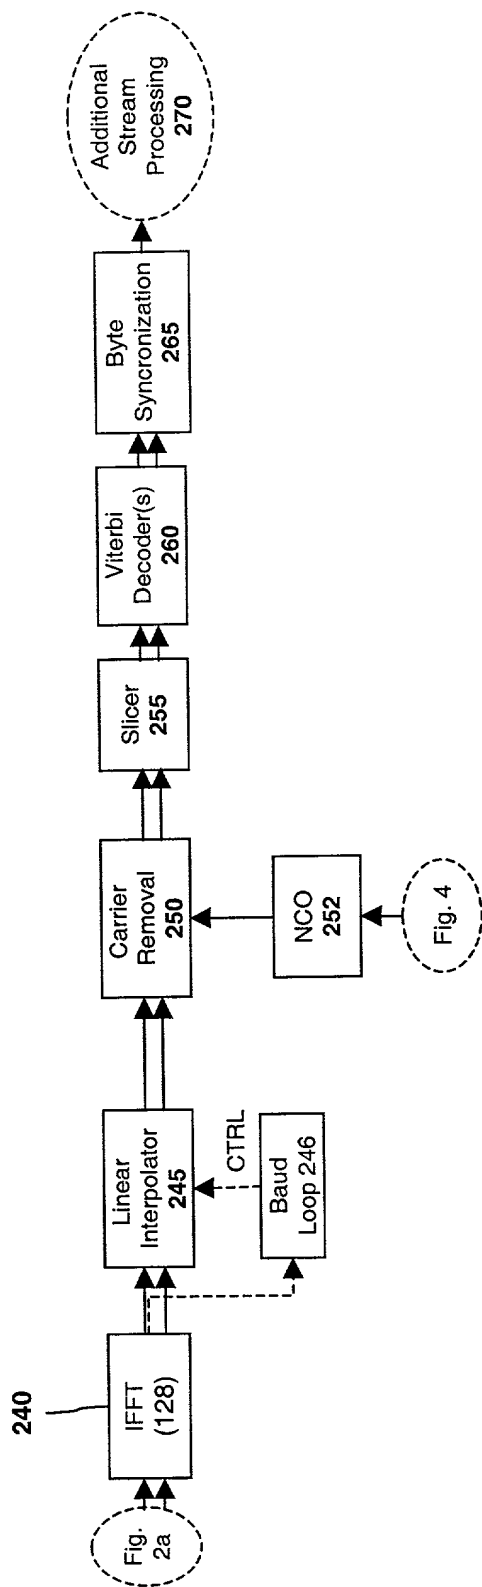 240
Fig.
2a
IFFT
(128)
Linear
Interpolator
245
CTRL
Baud
Loop 246
Carrier
Removal
250
NCO
252
Fig. 4
Slicer
255
Viterbi
Decoder(s)
260
Byte
Syncronization
265
Additional
Stream
Processing
270